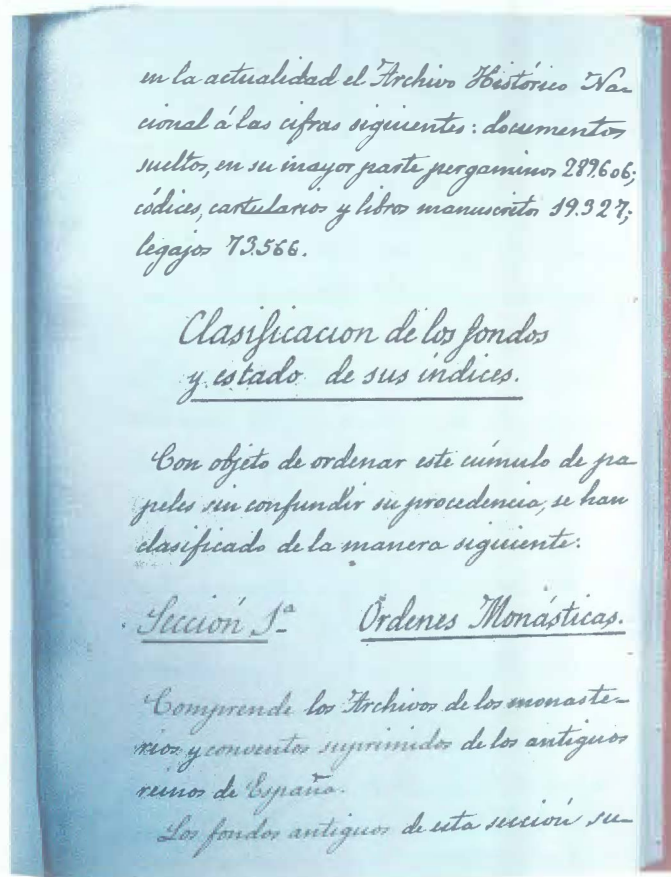 en la actualidad el Archivo Histórico Na-
cional á las cifras siguientes: documentos
sueltos, en su mayor parte pergaminos 289.606;
códices, cartularios y libros manuscritos 19.327;
legajos 73.566.
Clasificacion de los fondos
y estado de sus indices.
Con objeto de ordenar este cúmulo de pa
peles sin confundir su procedencia, se han
clasificado de la manera siguiente:
Sección 1ª Órdenes Monásticas.
Comprende los Archivos de los monaste-
rios y conventos suprimidos de los antiguos
reinos de España.
Los fondos antiguos de esta sección su-